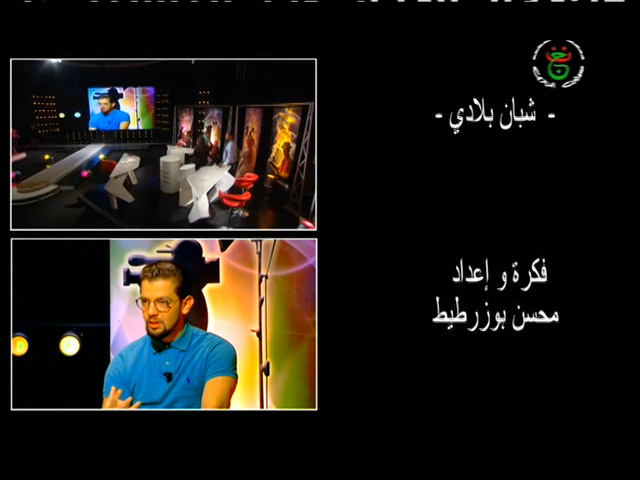 - شبان بلادي -
فكرة و إعداد
محسن بوزرطيط